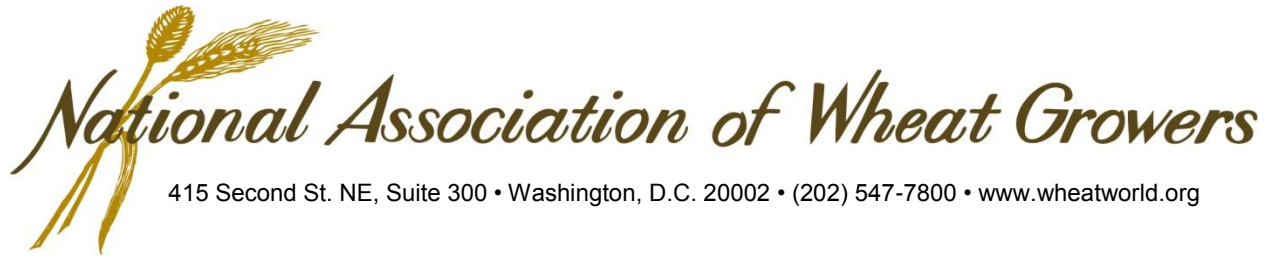 National Association of Wheat Growers
415 Second St. NE, Suite 300 • Washington, D.C. 20002 • (202) 547-7800 • www.wheatworld.org